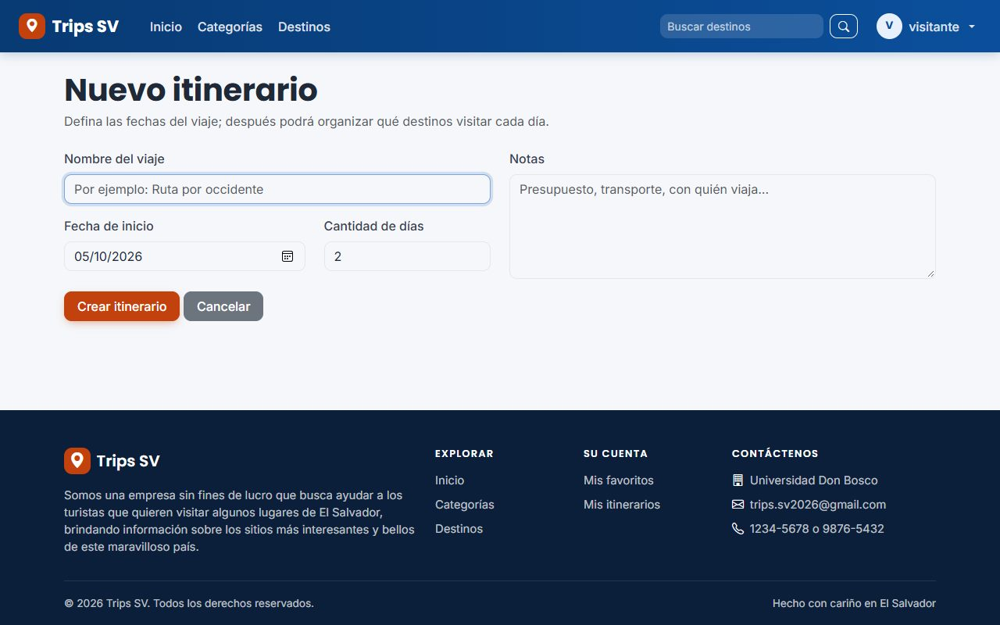 Trips SV
Inicio
Categorías
Destinos
Buscar destinos
V
visitante
Nuevo itinerario
Defina las fechas del viaje; después podrá organizar qué destinos visitar cada día.
Nombre del viaje
Por ejemplo: Ruta por occidente
Fecha de inicio
05/10/2026
Cantidad de días
2
Notas
Presupuesto, transporte, con quién viaja...
Crear itinerario
Cancelar
Trips SV
Somos una empresa sin fines de lucro que busca ayudar a los
turistas que quieren visitar algunos lugares de El Salvador,
brindando información sobre los sitios más interesantes y bellos
de este maravilloso país.
EXPLORAR
Inicio
Categorías
Destinos
SU CUENTA
Mis favoritos
Mis itinerarios
CONTÁCTENOS
Universidad Don Bosco
trips.sv2026@gmail.com
1234-5678 o 9876-5432
© 2026 Trips SV. Todos los derechos reservados.
Hecho con cariño en El Salvador